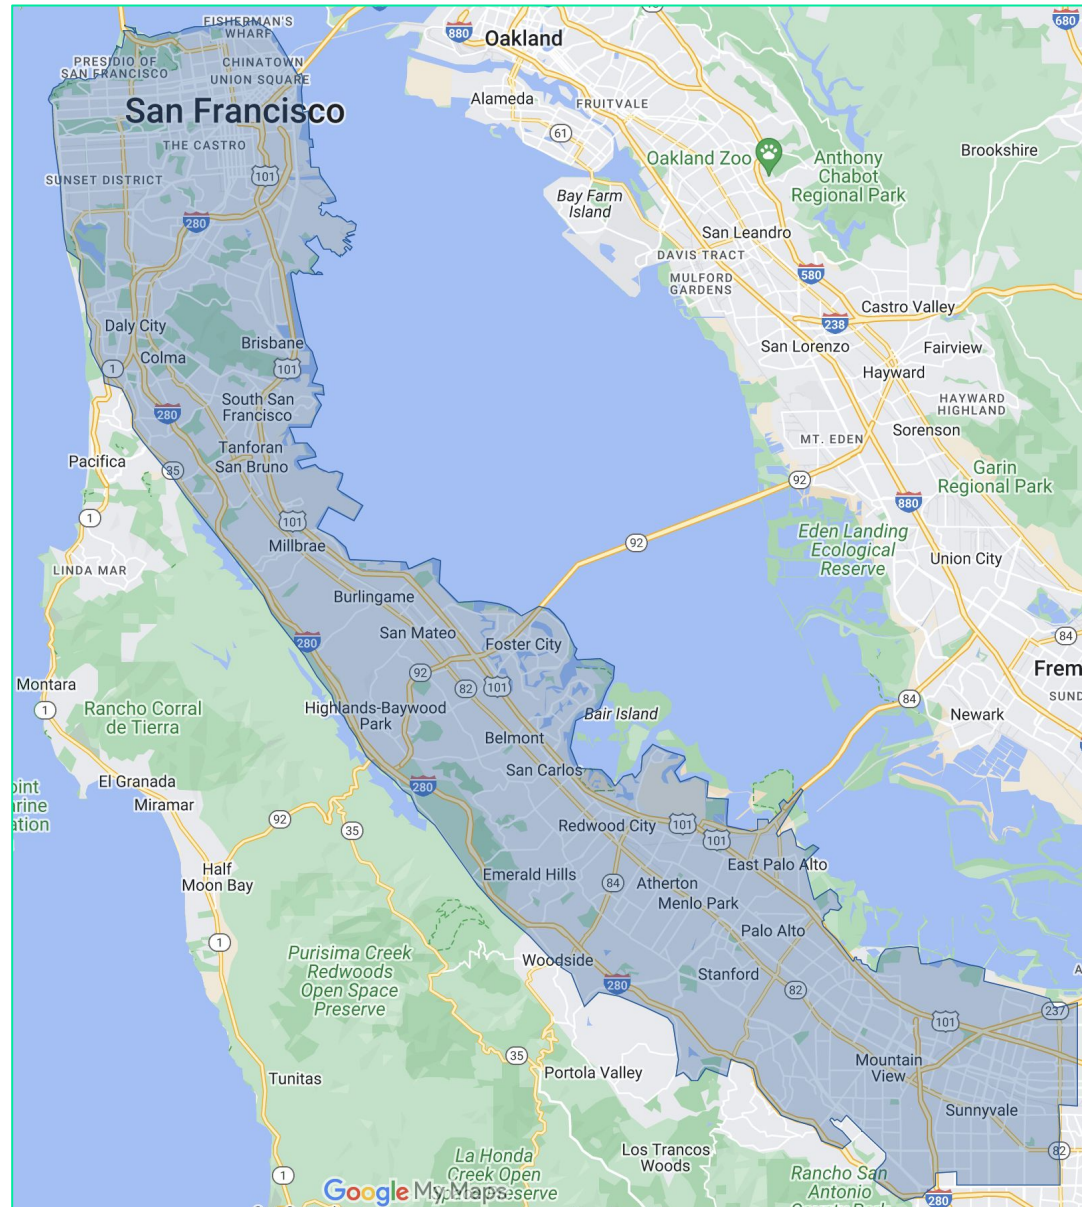 FISHERMAN'S
WHARF
680
880
Oakland
PRESIDIO OF
SAN FRANCISCO
CHINATOWN
UNION SQUARE
San Francisco
Alameda
FRUITVALE
61
THE CASTRO
Oakland Zoo
Anthony
Chabot
Regional Park
Brookshire
SUNSET DISTRICT
101
Bay Farm
Island
280
San Leandro
DAVIS TRACT
MULFORD
GARDENS
580
Castro Valley
238
Daly City
Colma
Brisbane
San Lorenzo
Fairview
1
101
Hayward
HAYWARD
HIGHLAND
South San
Francisco
280
Sorenson
MT. EDEN
Tanforan
San Bruno
Pacifica
35
Garin
Regional Park
92
880
1
101
Millbrae
92
Eden Landing
Ecological
Reserve
Union City
LINDA MAR
Burlingame
San Mateo
Foster City
280
84
Frem
SUND
92
82
101
Montara
1
Rancho Corral
de Tierra
Highlands-Baywood
Park
Bair Island
84
Newark
Belmont
San Carlos
El Granada
Miramar
oint
arine
ation
280
92
35
Redwood City
101
101
Half
Moon Bay
Emerald Hills
84
Atherton
Menlo Park
East Palo Alto
1
Palo Alto
Purisima Creek
Redwoods
Open Space
Preserve
Woodside
Stanford
280
82
A
237
101
35
Mountain
View
Tunitas
Portola Valley
Sunnyvale
82
Los Trancos
Woods
La Honda
Creek Open
Space Preserve
1
Google My Maps
Rancho San
Antonio
280